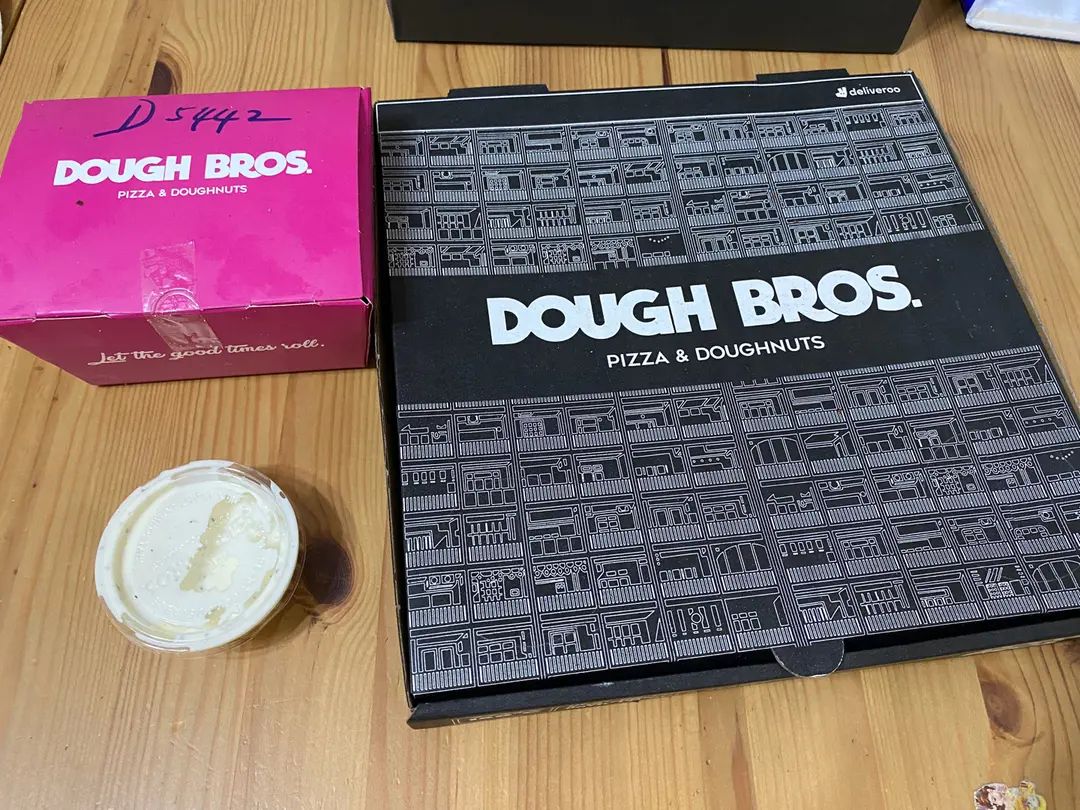 D 5442
DOUGH BROS.
PIZZA & DOUGHNUTS
Let the good times roll.
deliveroo
DOUGH BROS.
PIZZA & DOUGHNUTS